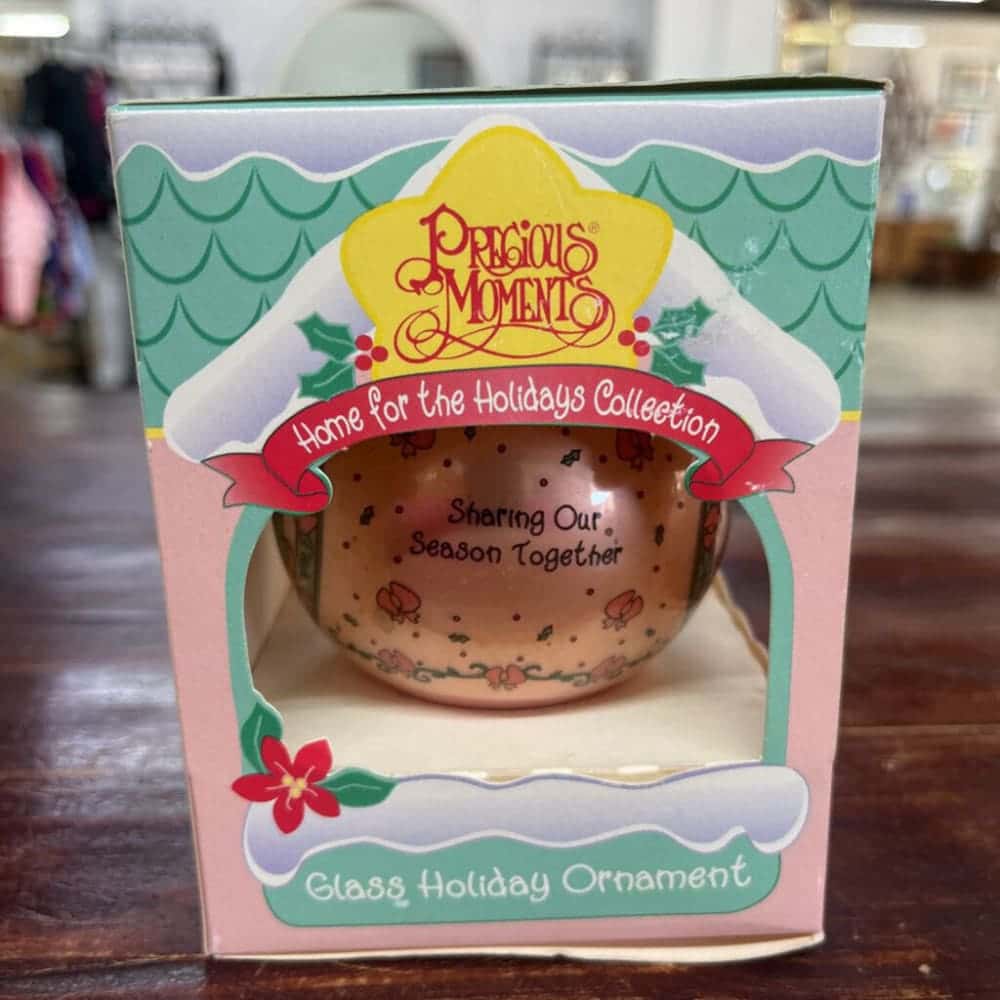 PRECIOUS®
MOMENTS
Home for the Holidays Collection
Sharing Our
Season Together
Glass Holiday Ornament